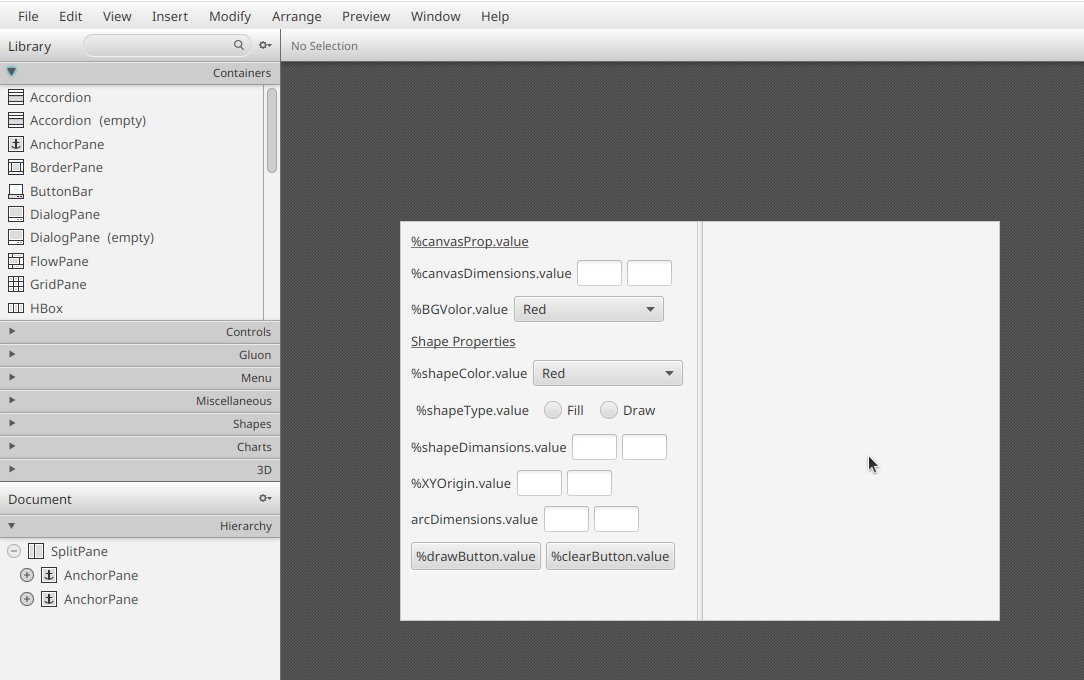 File Edit View Insert Modify Arrange Preview Window Help
Library
No Selection
Containers
Accordion
Accordion (empty)
AnchorPane
BorderPane
ButtonBar
DialogPane
DialogPane (empty)
FlowPane
GridPane
HBox
Controls
Gluon
Menu
Miscellaneous
Shapes
Charts
3D
Document
Hierarchy
SplitPane
AnchorPane
AnchorPane
%canvasProp.value
%canvasDimensions.value
%BGVolor.value Red
Shape Properties
%shapeColor.value Red
%shapeType.value Fill Draw
%shapeDimansions.value
%XYOrigin.value
arcDimensions.value
%drawButton.value %clearButton.value